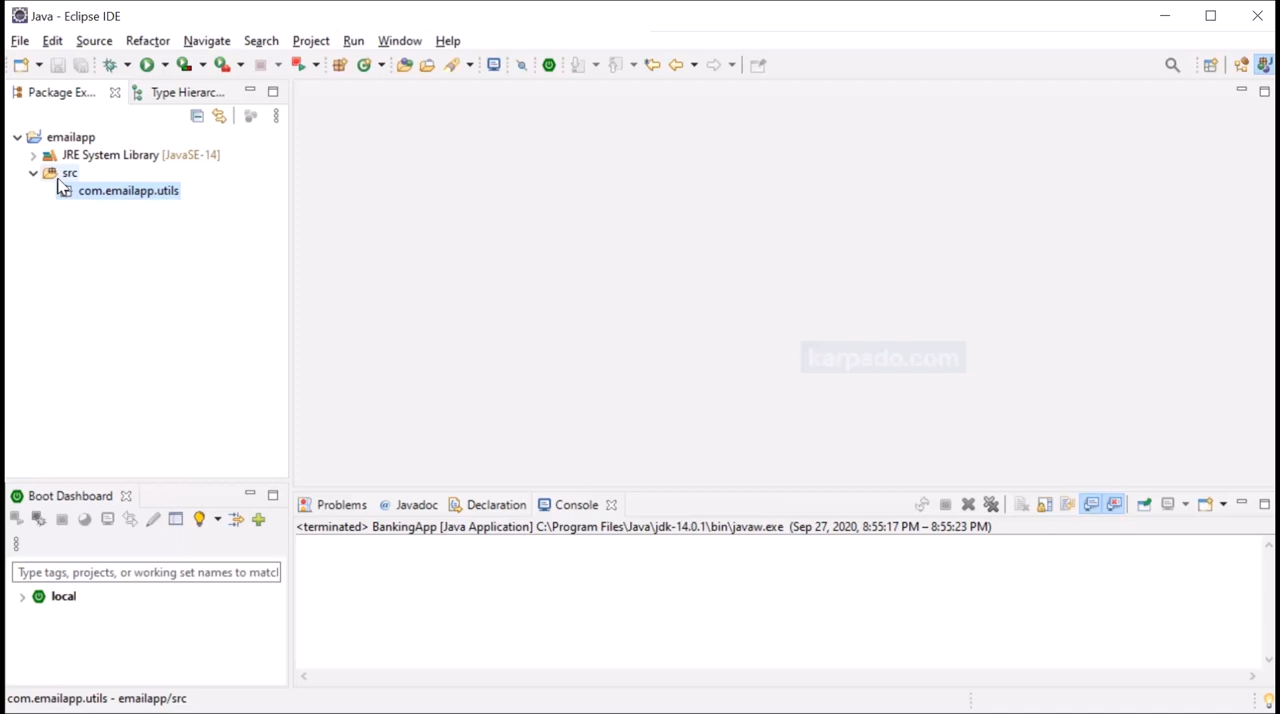 Java - Eclipse IDE
File Edit Source Refactor Navigate Search Project Run Window Help
Package Ex... Type Hierarc...
emailapp
JRE System Library [JavaSE-14]
src
com.emailapp.utils
karpado.com
Boot Dashboard
Problems @ Javadoc Declaration Console
<terminated> BankingApp [Java Application] C:\Program Files\Java\jdk-14.0.1\bin\javaw.exe (Sep 27, 2020, 8:55:17 PM – 8:55:23 PM)
Type tags, projects, or working set names to matcl
local
com.emailapp.utils - emailapp/src